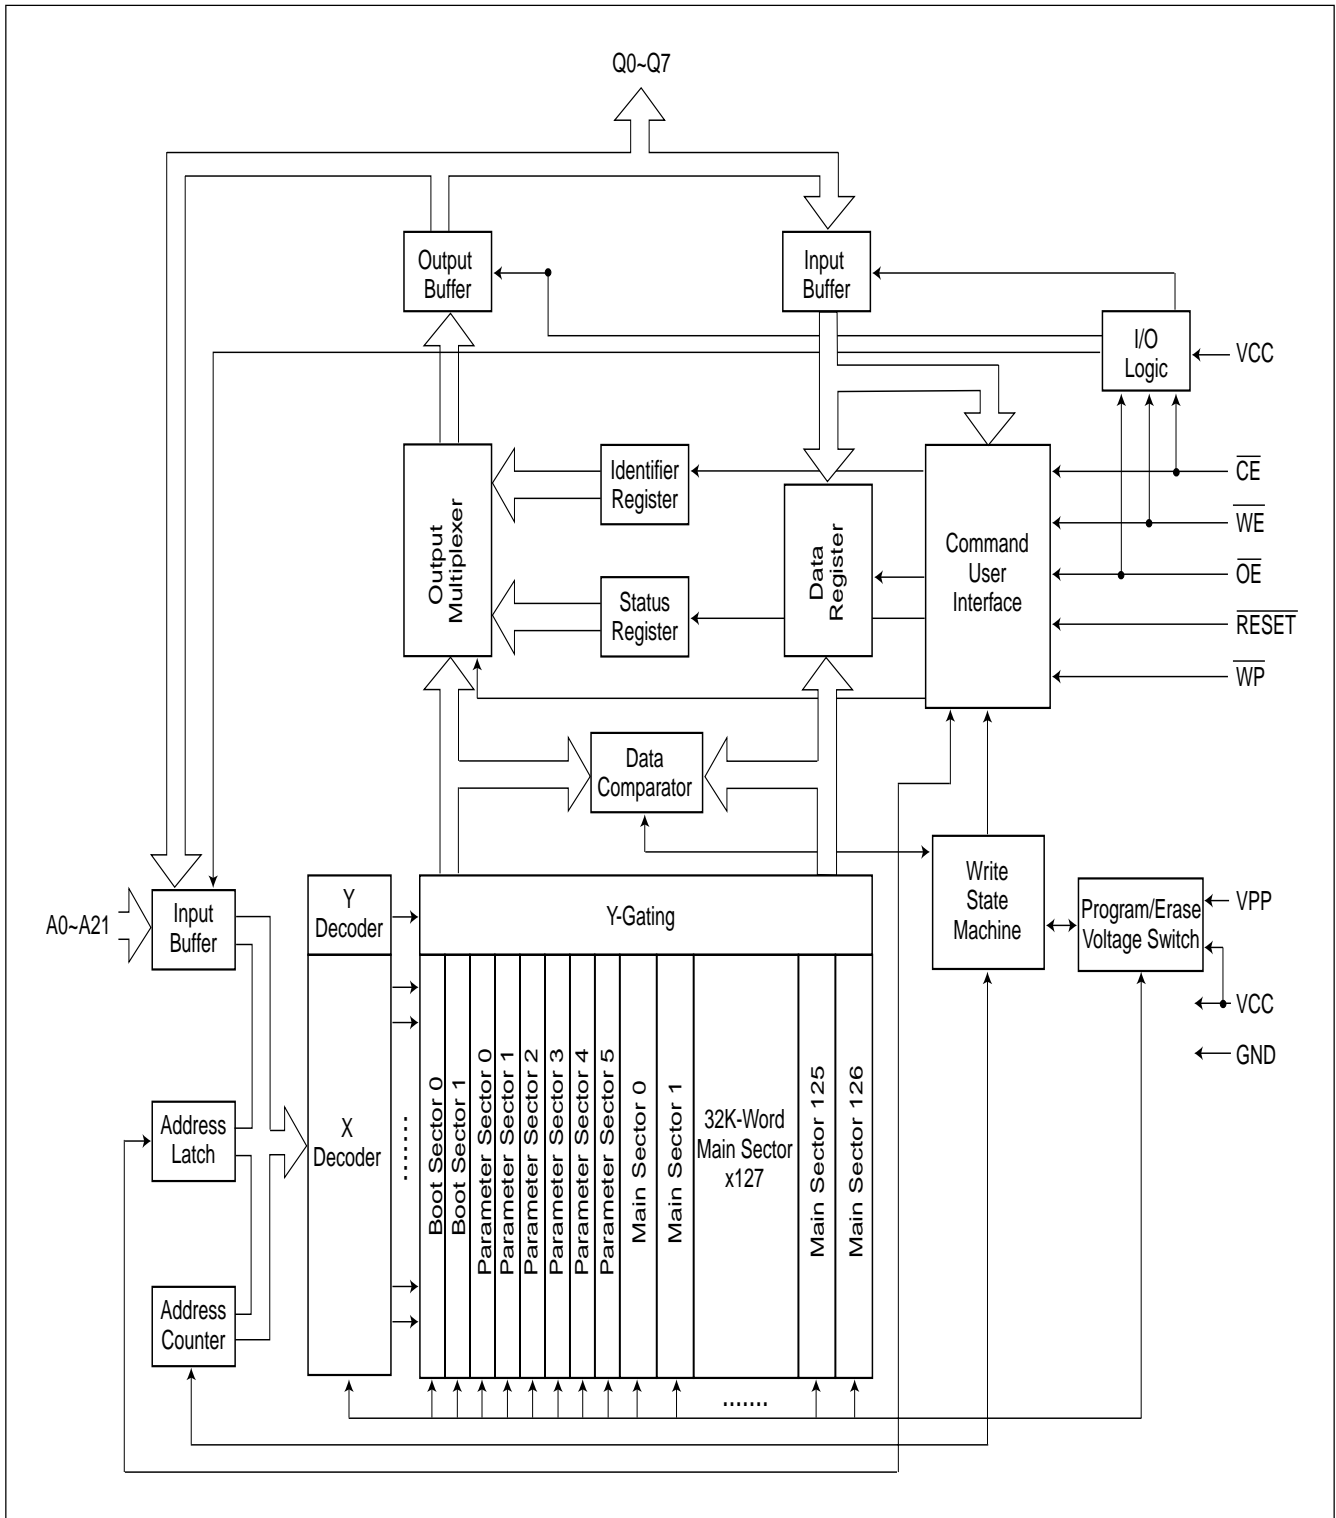 Q0~Q7
Output
Buffer
Input
Buffer
I/O
Logic
VCC
Output
Multiplexer
Identifier
Register
Status
Register
Data
Register
Command
User
Interface
CE
WE
OE
RESET
WP
Data
Comparator
A0~A21
Input
Buffer
Y
Decoder
Y-Gating
Write
State
Machine
Program/Erase
Voltage Switch
VPP
VCC
GND
Address
Latch
Address
Counter
X
Decoder
.......
Boot Sector 0
Boot Sector 1
Parameter Sector 0
Parameter Sector 1
Parameter Sector 2
Parameter Sector 3
Parameter Sector 4
Parameter Sector 5
Main Sector 0
Main Sector 1
32K-Word
Main Sector
x127
Main Sector 125
Main Sector 126
.......